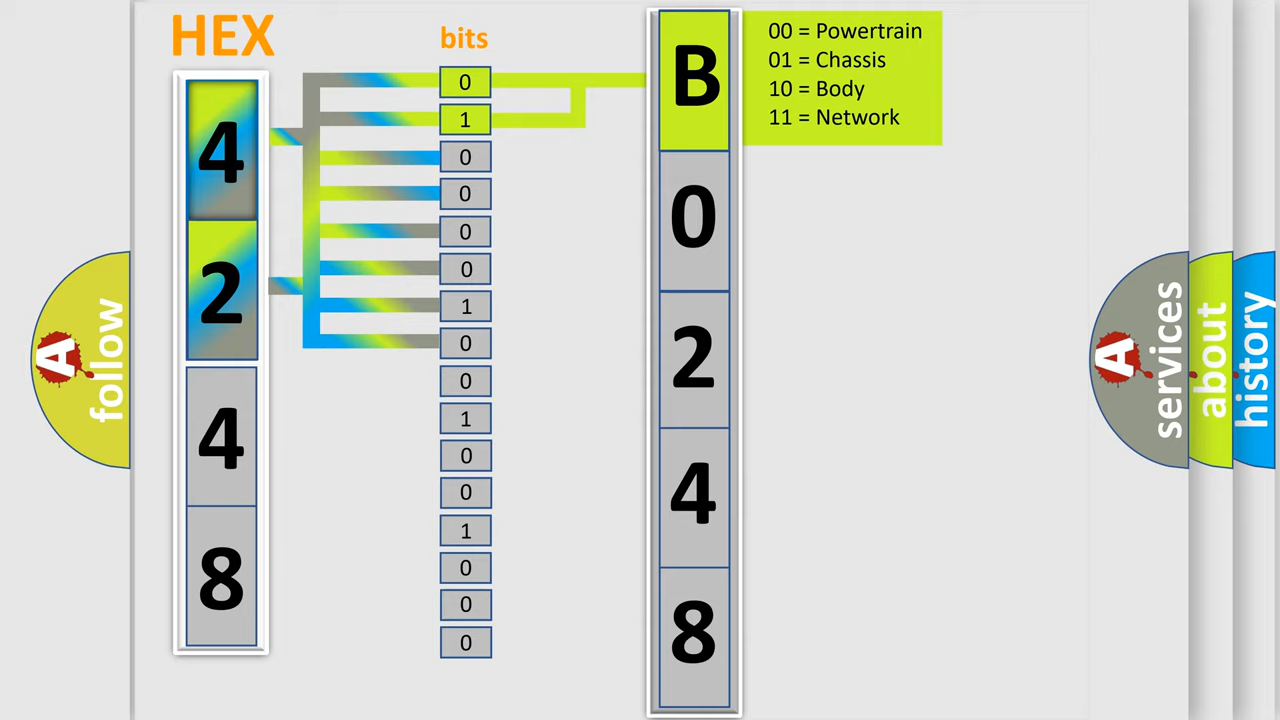 HEX
bits
4
2
4
8
0
1
0
0
0
0
1
0
0
1
0
0
1
0
0
0
B
0
2
4
8
00 = Powertrain
01 = Chassis
10 = Body
11 = Network
A
follow
A
services
about
history